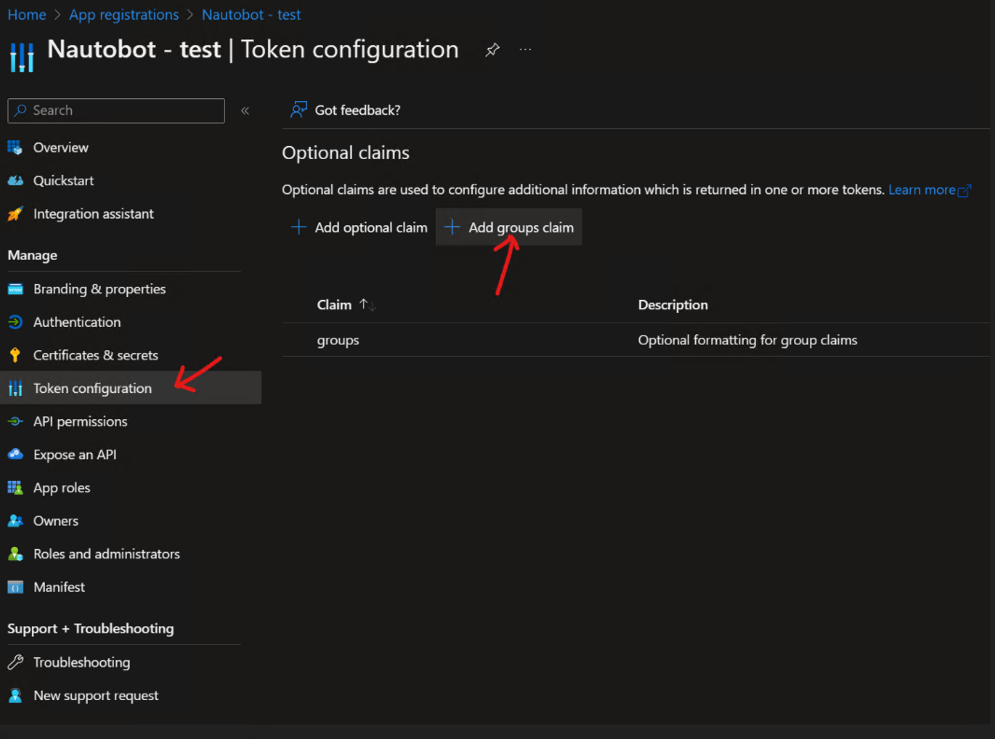 Home > App registrations > Nautobot - test
Nautobot - test | Token configuration
Search
«
Got feedback?
Overview
Quickstart
Integration assistant
Manage
Branding & properties
Authentication
Certificates & secrets
Token configuration
API permissions
Expose an API
App roles
Owners
Roles and administrators
Manifest
Support + Troubleshooting
Troubleshooting
New support request
Optional claims
Optional claims are used to configure additional information which is returned in one or more tokens. Learn more
Add optional claim Add groups claim
Claim Description
groups Optional formatting for group claims